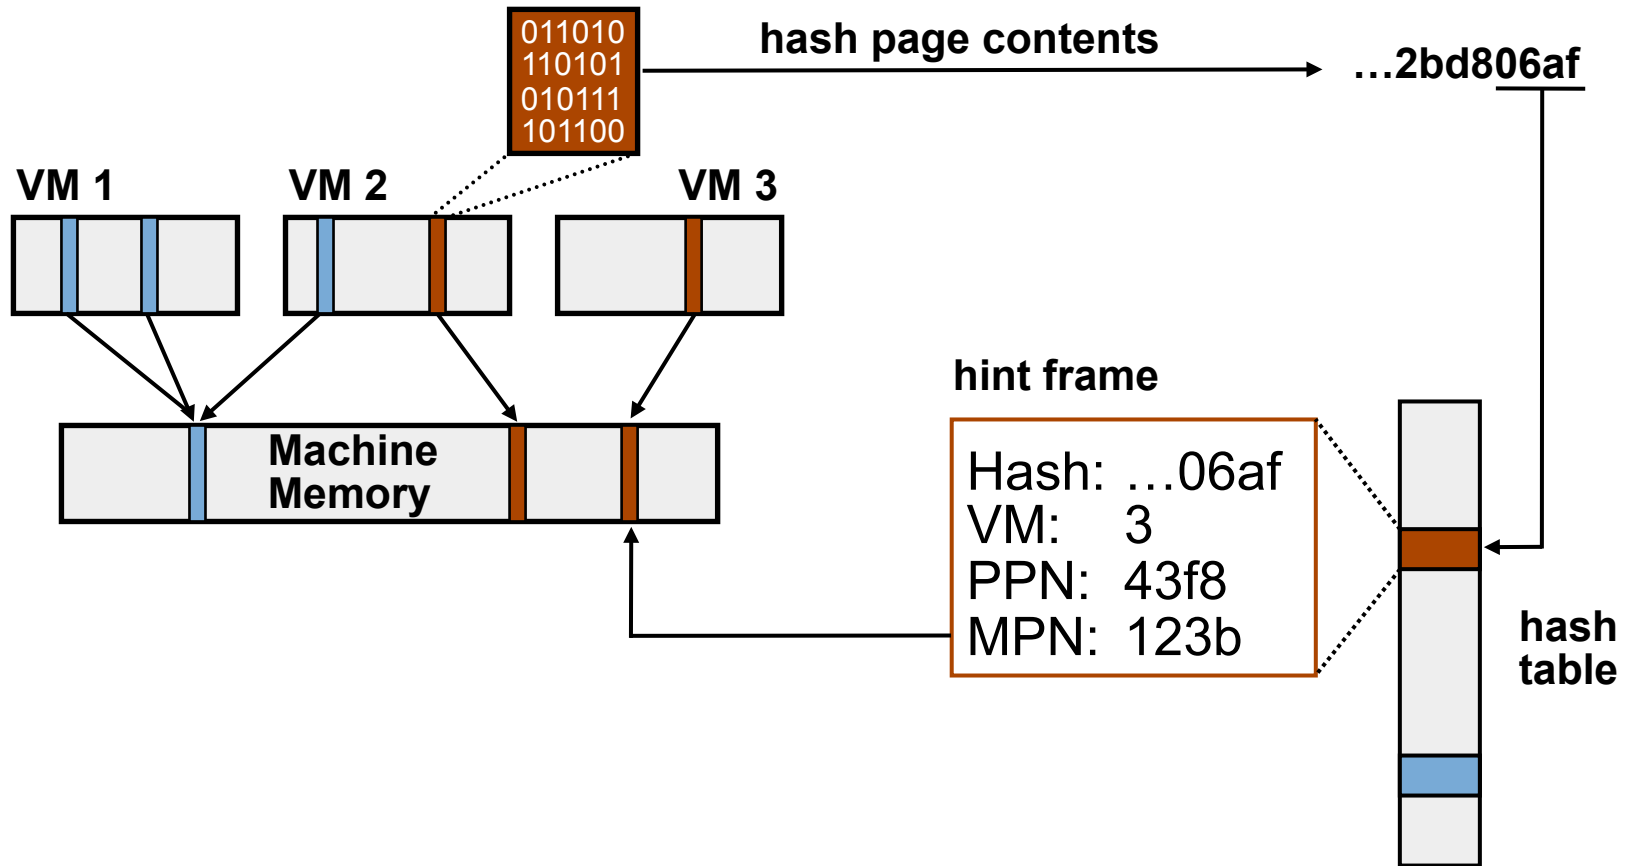 011010
110101
010111
101100
hash page contents
…2bd806af
VM 1
VM 2
VM 3
hint frame
Machine
Memory
Hash: …06af
VM: 3
PPN: 43f8
MPN: 123b
hash
table